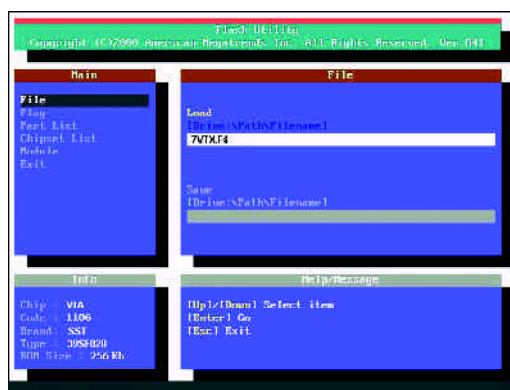 Flash Utility
Copyright (C)2000 American Megatrends Inc. All Rights Reserved. Ver.
Main
File
Flag
Part List
Chipset List
Module
Exit
File
Load
[Drive:\Path\Filename]
7VTX.F4
Save
[Drive:\Path\Filename]
Info
Chip : VIA
Code : 1106
Brand: SST
Type : 39SF020
ROM Size : 256 Kb
Help/Message
[Up]/[Down] Select item
[Enter] Go
[Esc] Exit